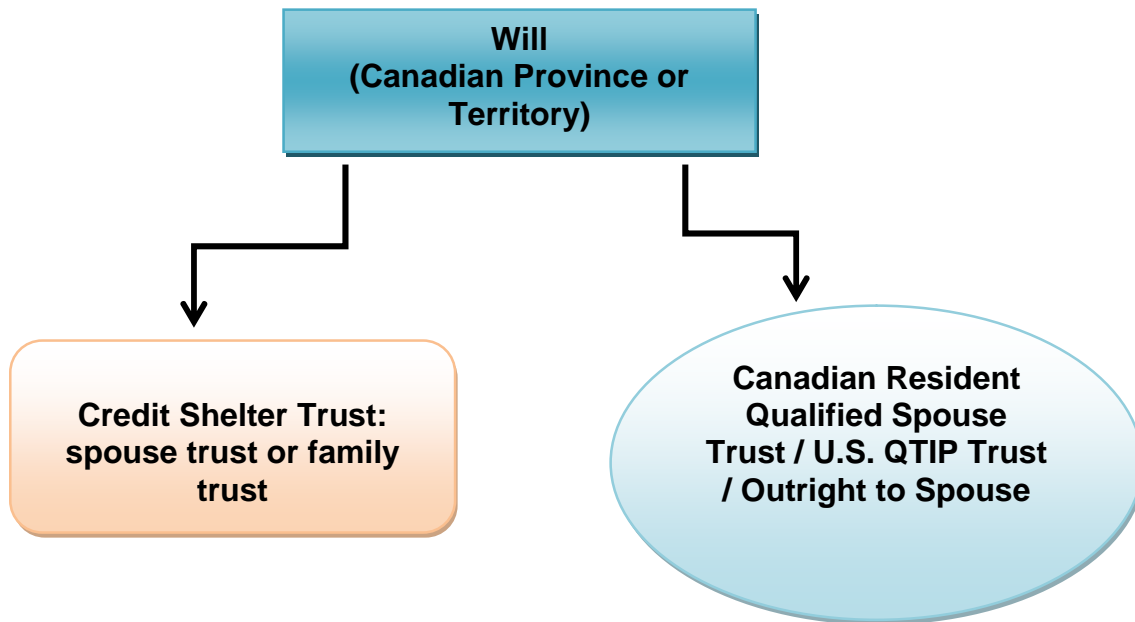 Will
(Canadian Province or
Territory)
Credit Shelter Trust:
spouse trust or family
trust
Canadian Resident
Qualified Spouse
Trust / U.S. QTIP Trust
/ Outright to Spouse